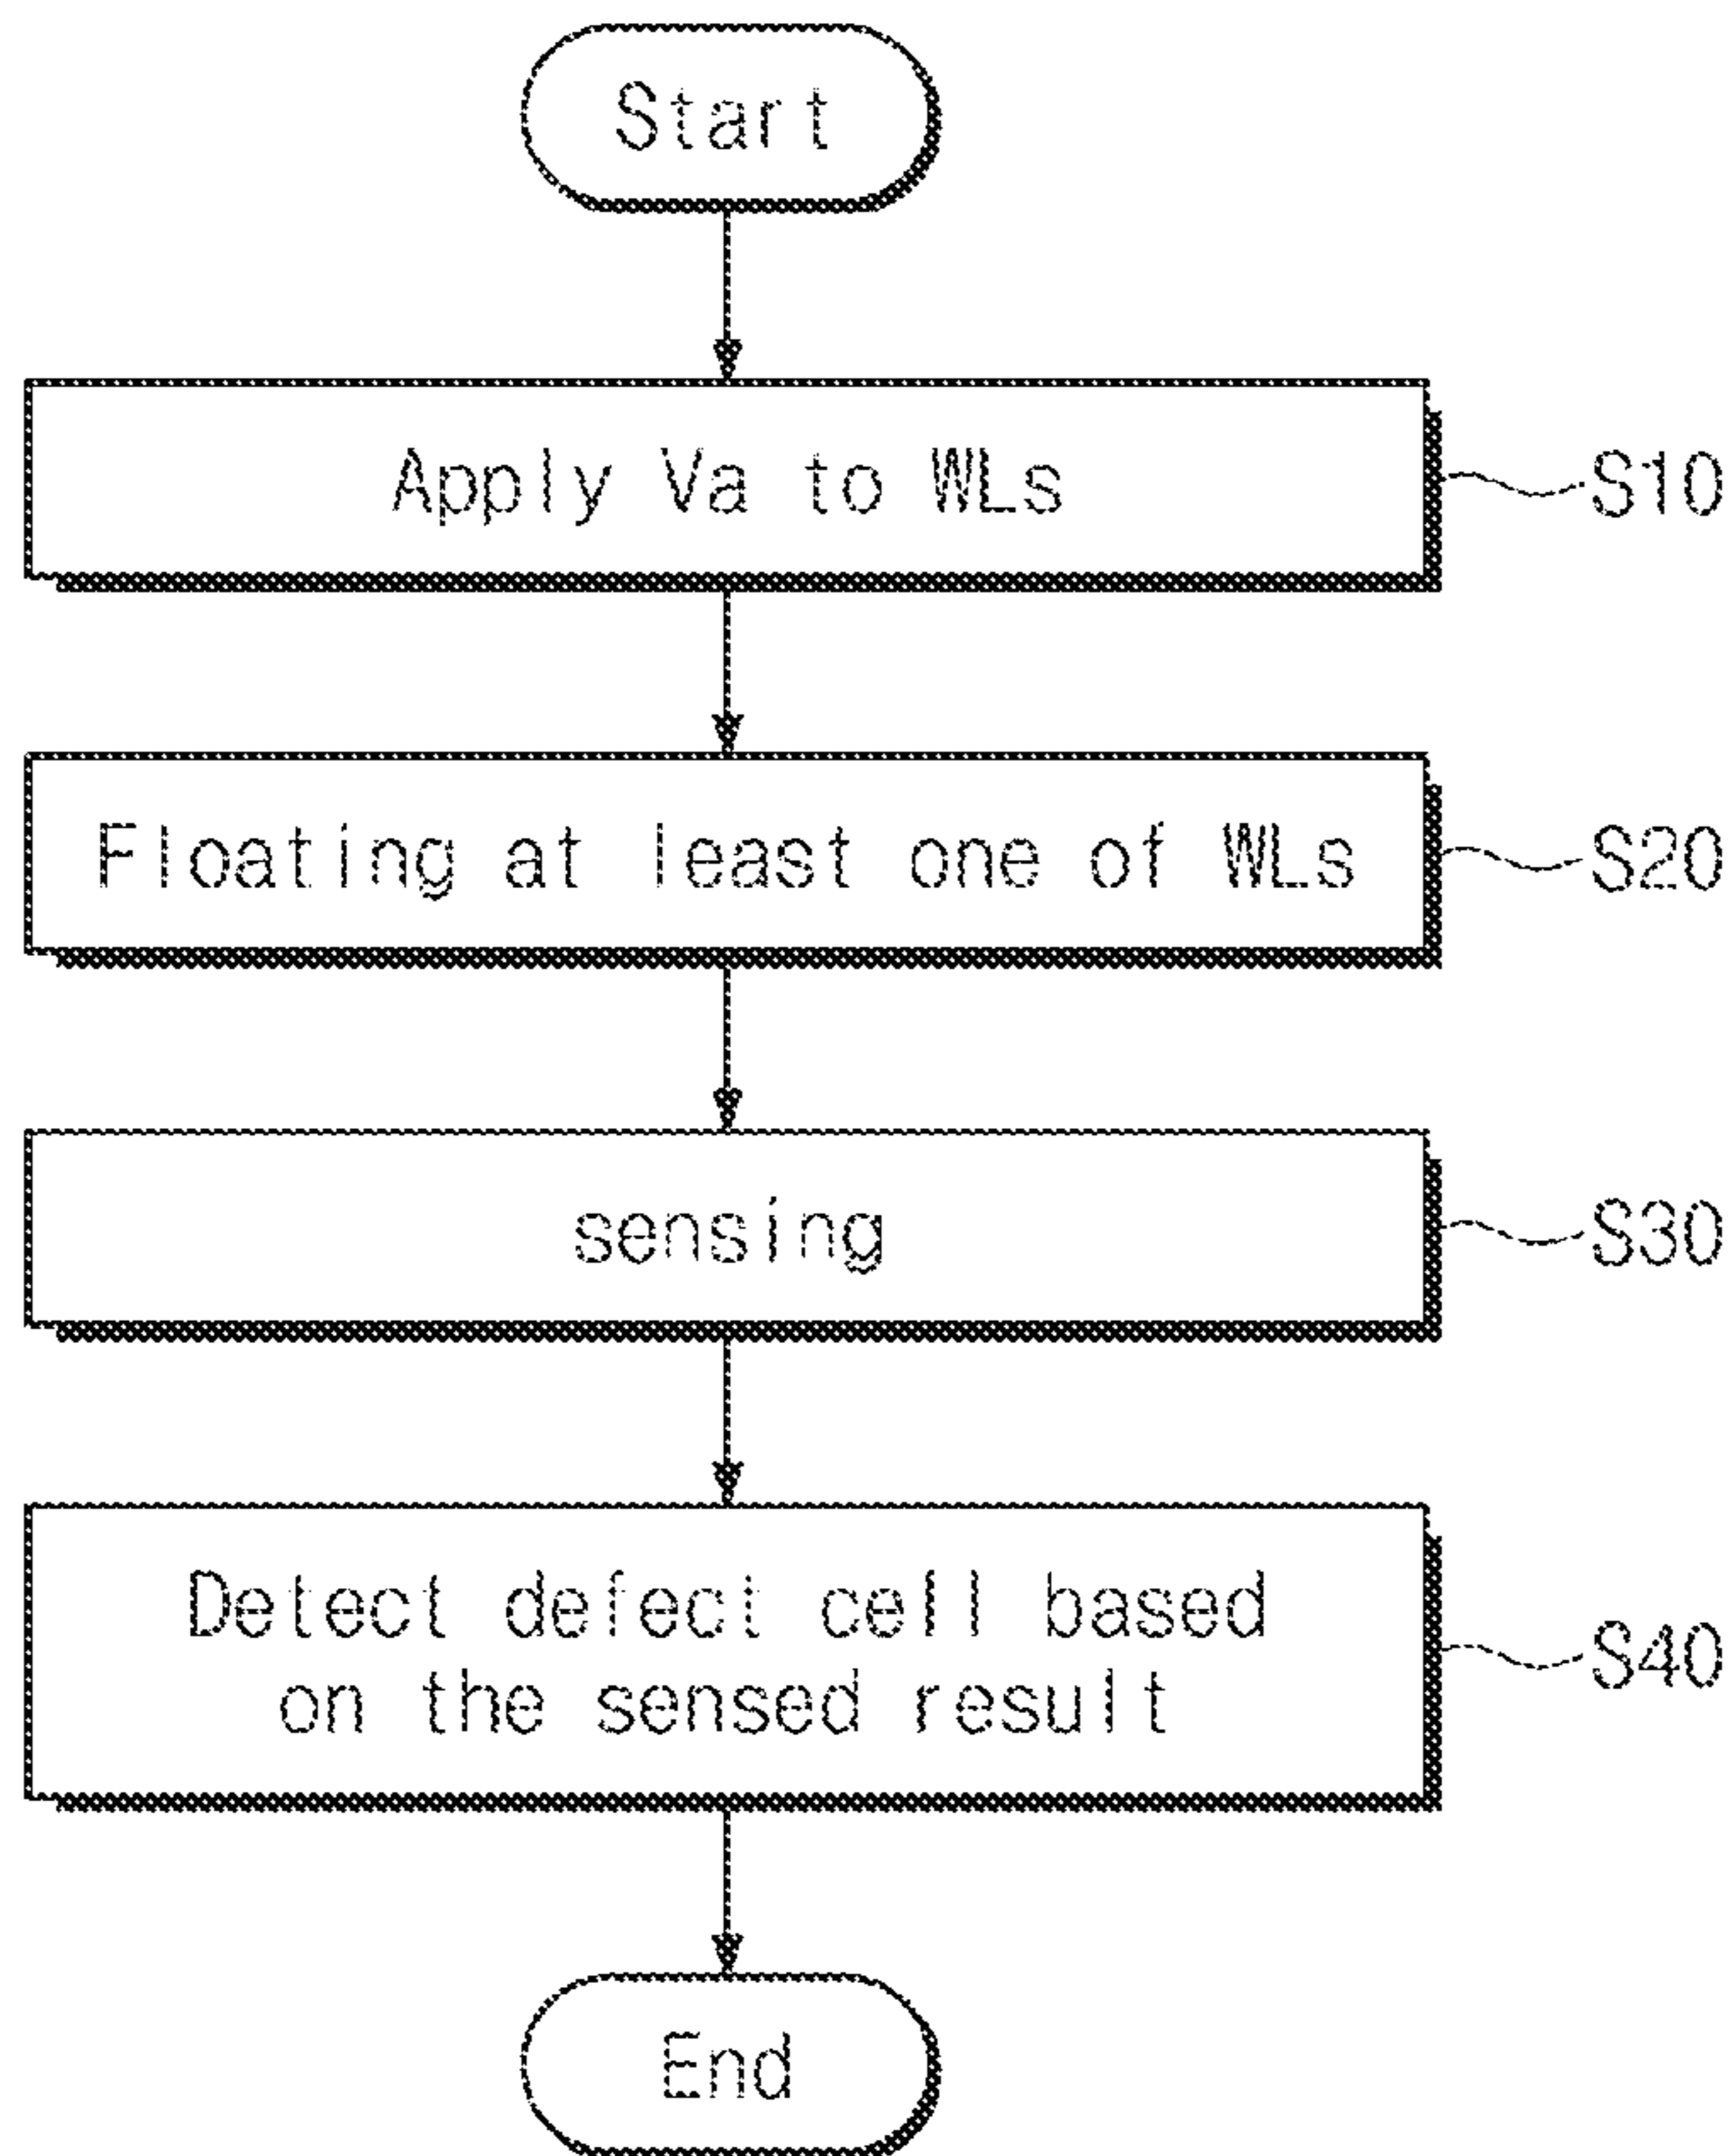 Start
Apply Va to WLs
S10
Floating at least one of WLs
S20
sensing
S30
Detect defect cell based
on the sensed result
S40
End